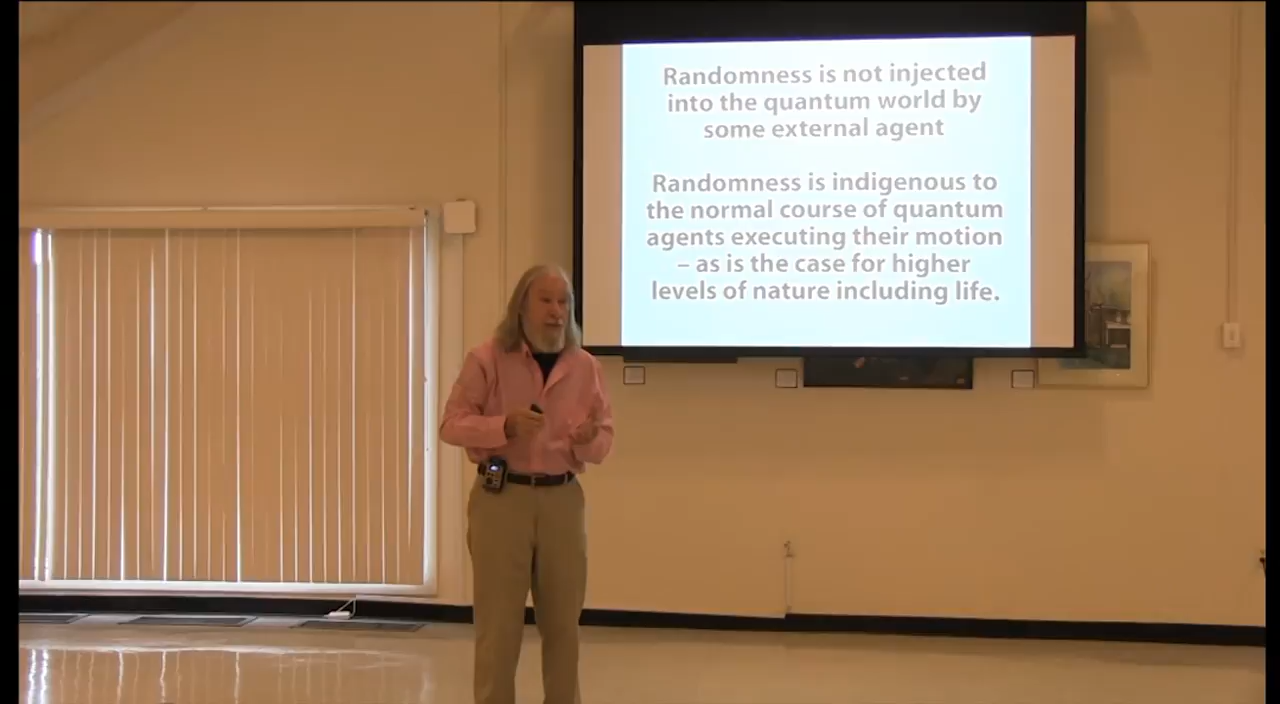 Randomness is not injected
into the quantum world by
some external agent
Randomness is indigenous to
the normal course of quantum
agents executing their motion
– as is the case for higher
levels of nature including life.